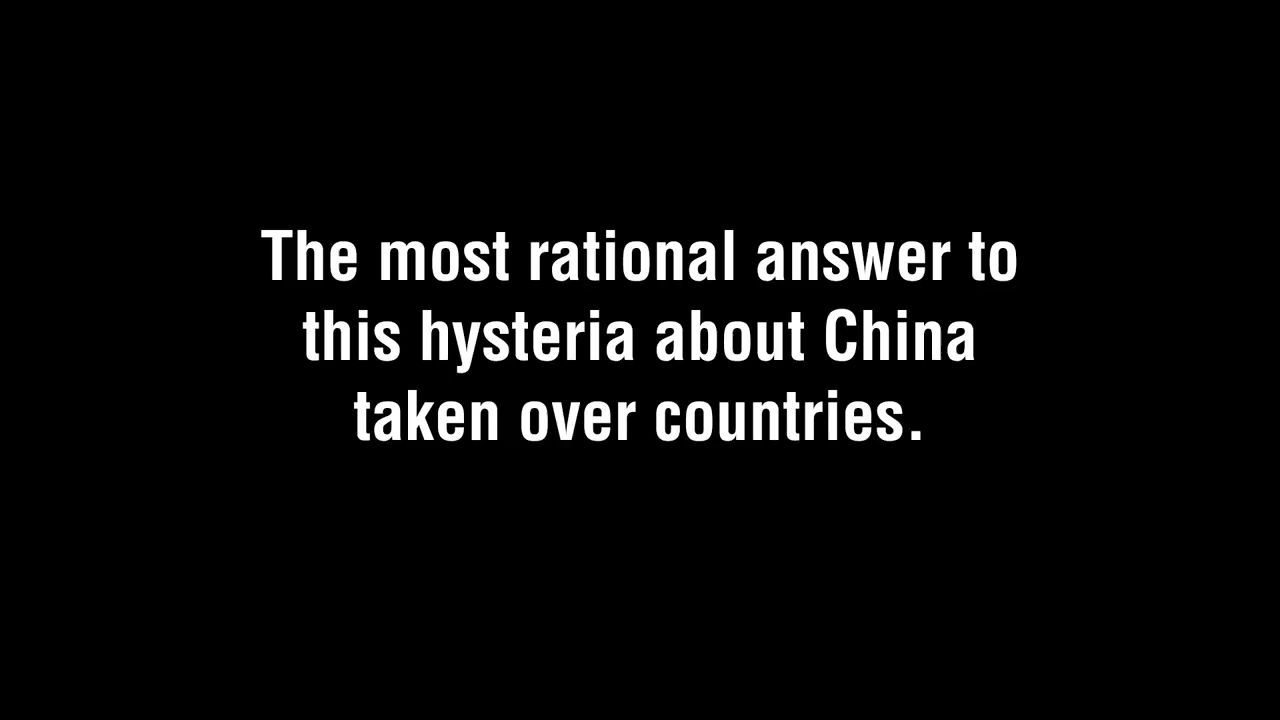 The most rational answer to
this hysteria about China
taken over countries.